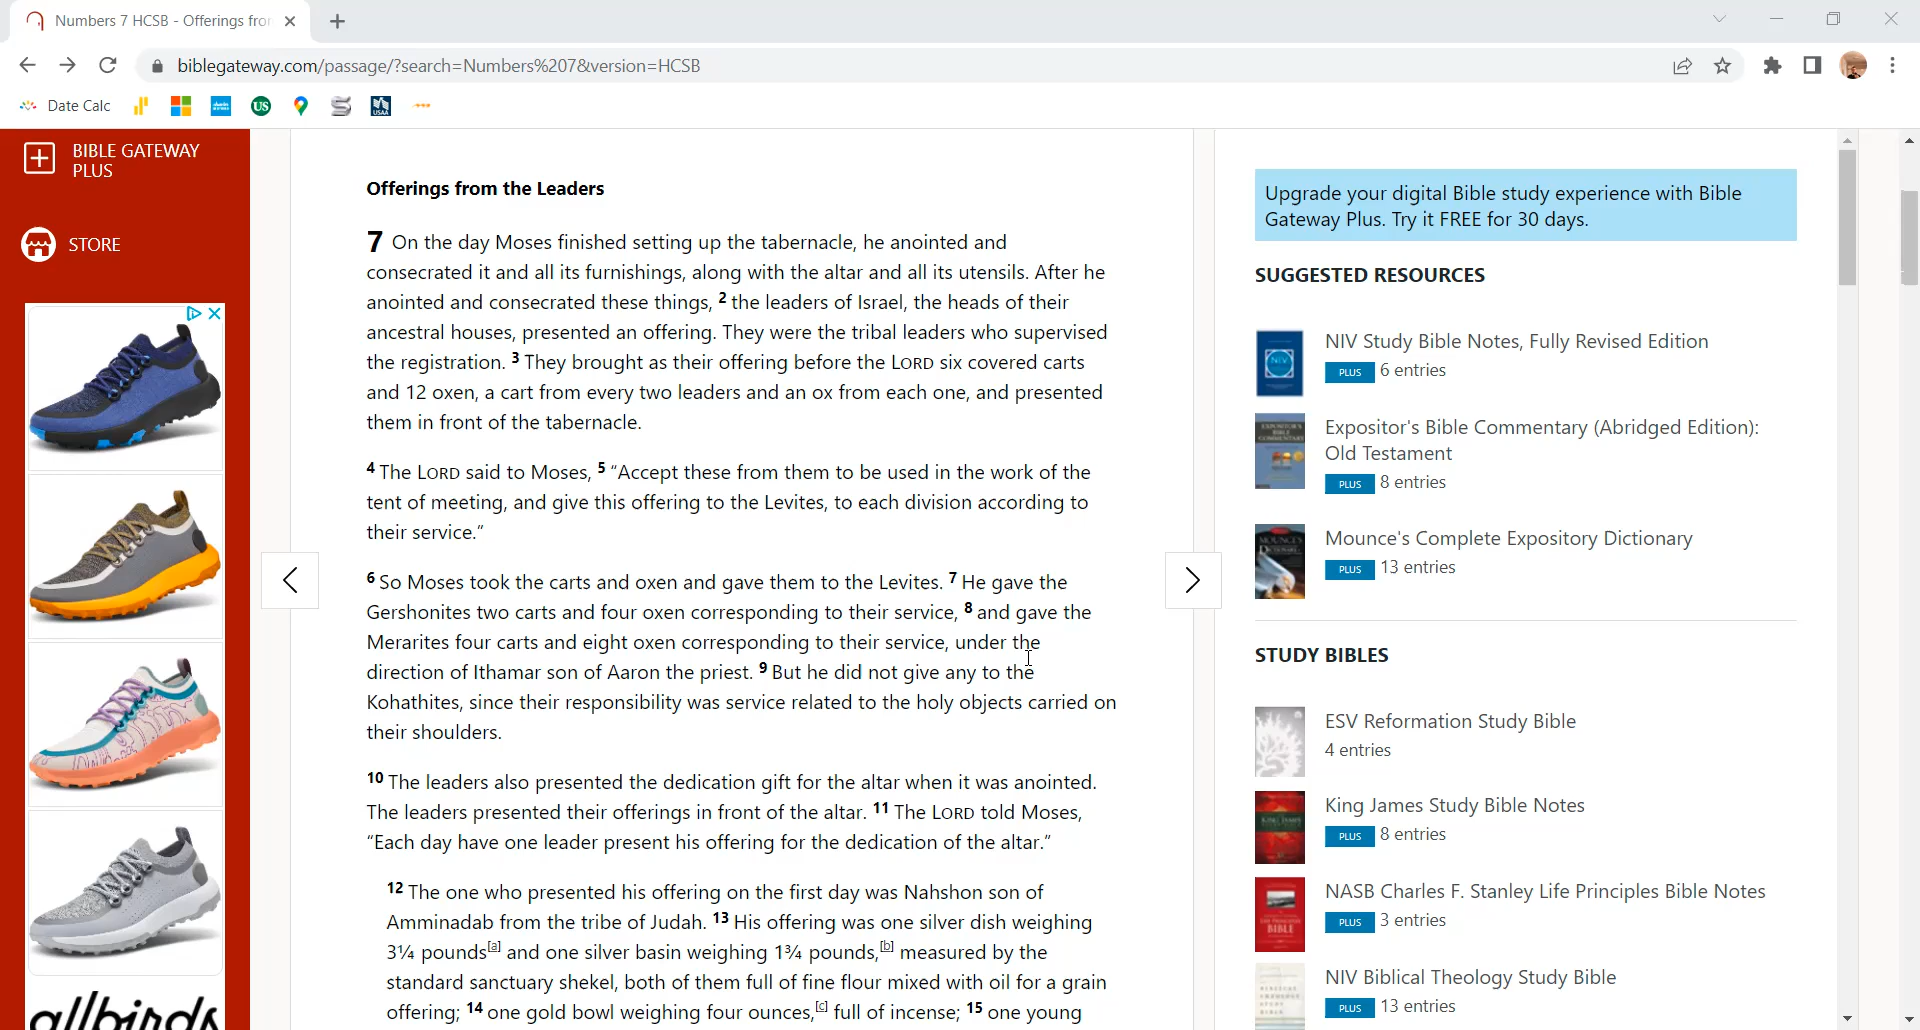 Numbers 7 HCSB - Offerings from
biblegateway.com/passage/?search=Numbers%207&version=HCSB
Date Calc
US
USAA
BIBLE GATEWAY
PLUS
STORE
allbirds
Offerings from the Leaders
7 On the day Moses finished setting up the tabernacle, he anointed and
consecrated it and all its furnishings, along with the altar and all its utensils. After he
anointed and consecrated these things, 2 the leaders of Israel, the heads of their
ancestral houses, presented an offering. They were the tribal leaders who supervised
the registration. 3 They brought as their offering before the LORD six covered carts
and 12 oxen, a cart from every two leaders and an ox from each one, and presented
them in front of the tabernacle.
4 The LORD said to Moses, 5 “Accept these from them to be used in the work of the
tent of meeting, and give this offering to the Levites, to each division according to
their service.”
6 So Moses took the carts and oxen and gave them to the Levites. 7 He gave the
Gershonites two carts and four oxen corresponding to their service, 8 and gave the
Merarites four carts and eight oxen corresponding to their service, under the
direction of Ithamar son of Aaron the priest. 9 But he did not give any to the
Kohathites, since their responsibility was service related to the holy objects carried on
their shoulders.
10 The leaders also presented the dedication gift for the altar when it was anointed.
The leaders presented their offerings in front of the altar. 11 The LORD told Moses,
“Each day have one leader present his offering for the dedication of the altar.”
12 The one who presented his offering on the first day was Nahshon son of
Amminadab from the tribe of Judah. 13 His offering was one silver dish weighing
3¼ pounds[a] and one silver basin weighing 1¾ pounds,[b] measured by the
standard sanctuary shekel, both of them full of fine flour mixed with oil for a grain
offering; 14 one gold bowl weighing four ounces,[c] full of incense; 15 one young
Upgrade your digital Bible study experience with Bible
Gateway Plus. Try it FREE for 30 days.
SUGGESTED RESOURCES
NIV
NIV Study Bible Notes, Fully Revised Edition
PLUS 6 entries
EXPOSITOR'S
BIBLE
COMMENTARY
Expositor's Bible Commentary (Abridged Edition):
Old Testament
PLUS 8 entries
MOUNCE'S
DICTIONARY
Mounce's Complete Expository Dictionary
PLUS 13 entries
STUDY BIBLES
ESV Reformation Study Bible
4 entries
KING JAMES
King James Study Bible Notes
PLUS 8 entries
BIBLE
NASB Charles F. Stanley Life Principles Bible Notes
PLUS 3 entries
NIV Biblical Theology Study Bible
PLUS 13 entries